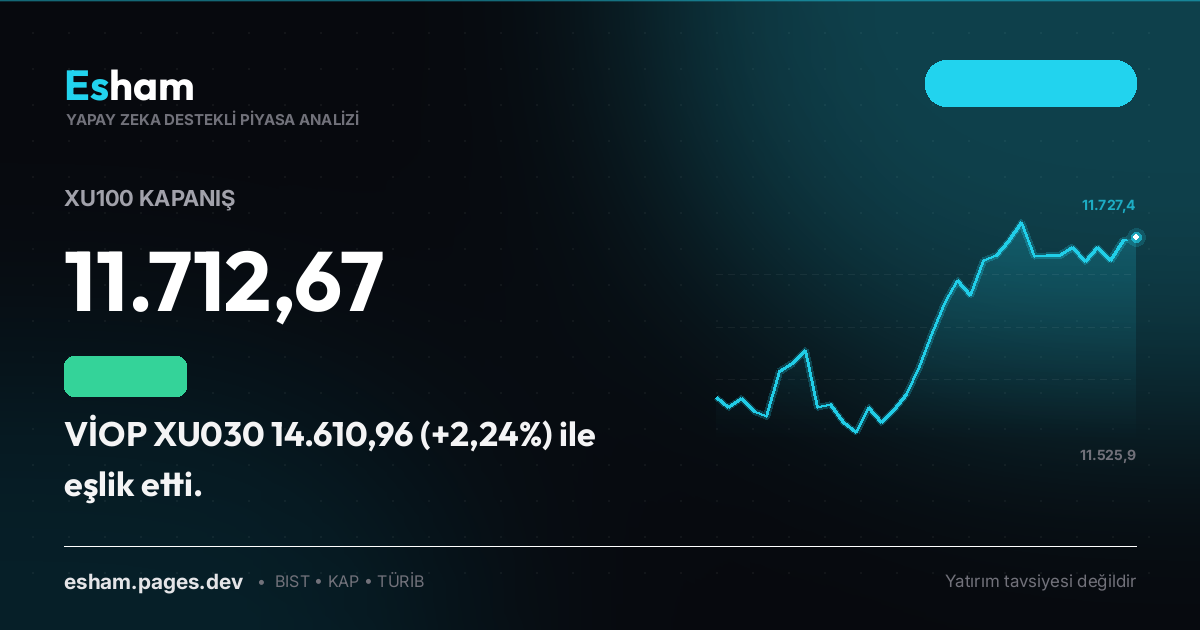 Esham
YAPAY ZEKA DESTEKLİ PİYASA ANALİZİ
XU100 KAPANIŞ
11.712,67
VİOP XU030 14.610,96 (+2,24%) ile
eşlik etti.
11.727,4
11.525,9
esham.pages.dev • BIST • KAP • TÜRİB
Yatırım tavsiyesi değildir